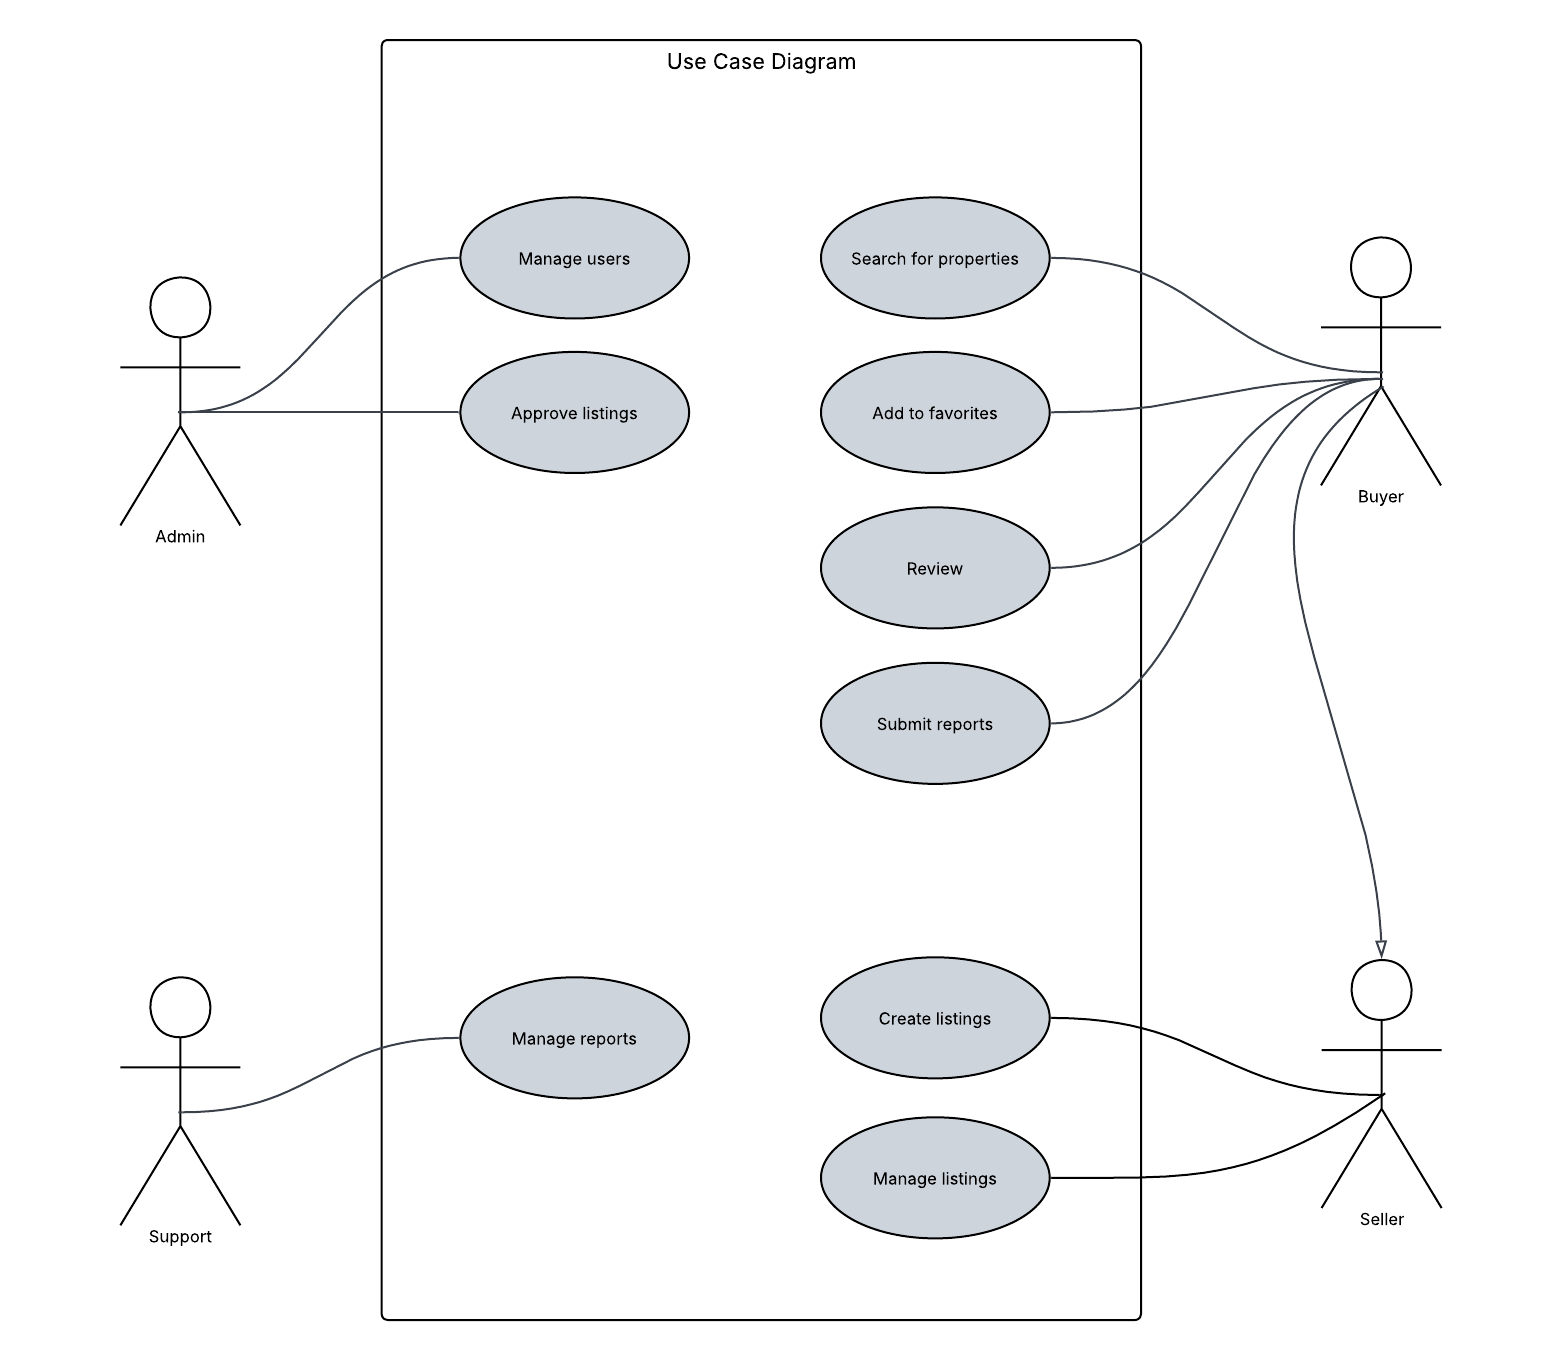 Use Case Diagram
Manage users
Search for properties
Approve listings
Add to favorites
Buyer
Admin
Review
Submit reports
Create listings
Manage reports
Manage listings
Seller
Support